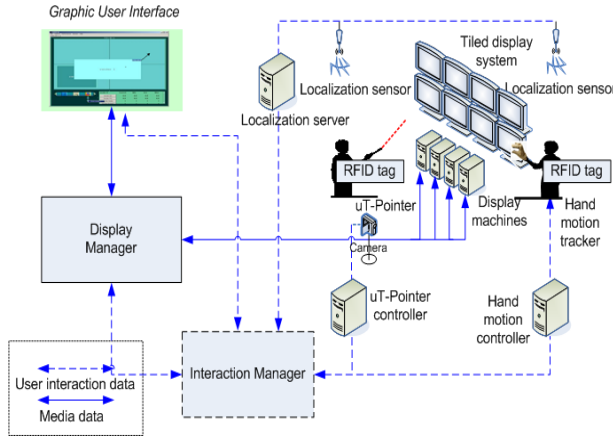 Graphic User Interface
Tiled display
system
Localization sensor
Localization sensor
Localization server
RFID tag
RFID tag
uT-Pointer
Display
machines
Hand
motion
tracker
Camera
Display
Manager
uT-Pointer
controller
Hand
motion
controller
Interaction Manager
User interaction data
Media data